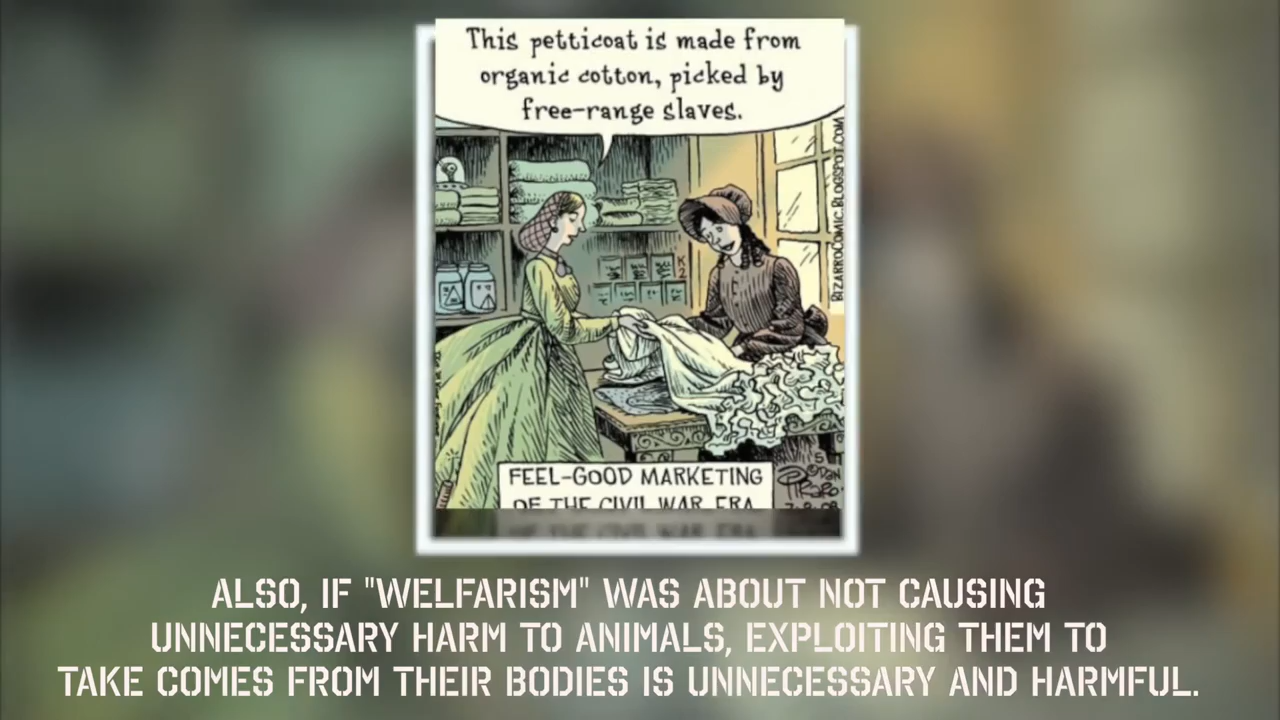 This petticoat is made from
organic cotton, picked by
free-range slaves.
BIZARROCOMIC.BLOGSPOT.COM
K
2
FEEL-GOOD MARKETING
OF THE CIVIL WAR ERA
ALSO, IF "WELFARISM" WAS ABOUT NOT CAUSING
UNNECESSARY HARM TO ANIMALS, EXPLOITING THEM TO
TAKE COMES FROM THEIR BODIES IS UNNECESSARY AND HARMFUL.